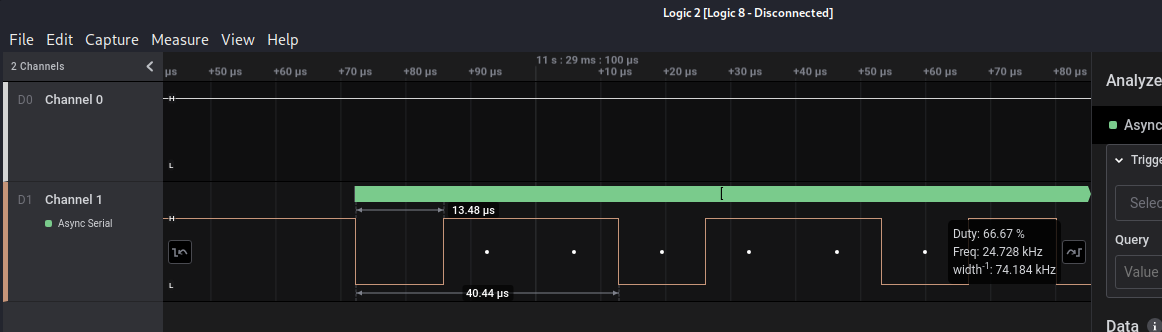 Logic 2 [Logic 8 - Disconnected]
File Edit Capture Measure View Help
2 Channels
11 s : 29 ms : 100 µs
µs +50 µs +60 µs +70 µs +80 µs +90 µs +10 µs +20 µs +30 µs +40 µs +50 µs +60 µs +70 µs +80 µs
Analyze
D0 Channel 0
H
L
Async
Trigge
D1 Channel 1
[
Async Serial
H
L
13.48 µs
40.44 µs
Duty: 66.67 %
Freq: 24.728 kHz
width⁻¹: 74.184 kHz
Selec
Query
Value
Data i